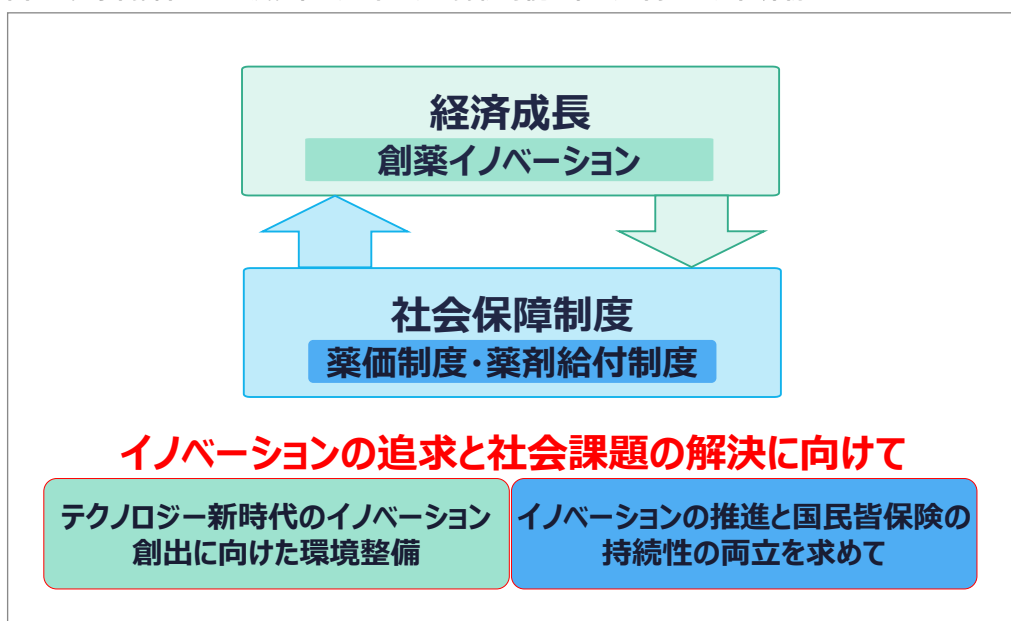 経済成長
創薬イノベーション
社会保障制度
薬価制度・薬剤給付制度
イノベーションの追求と社会課題の解決に向けて
テクノロジー新時代のイノベーション
創出に向けた環境整備
イノベーションの推進と国民皆保険の
持続性の両立を求めて